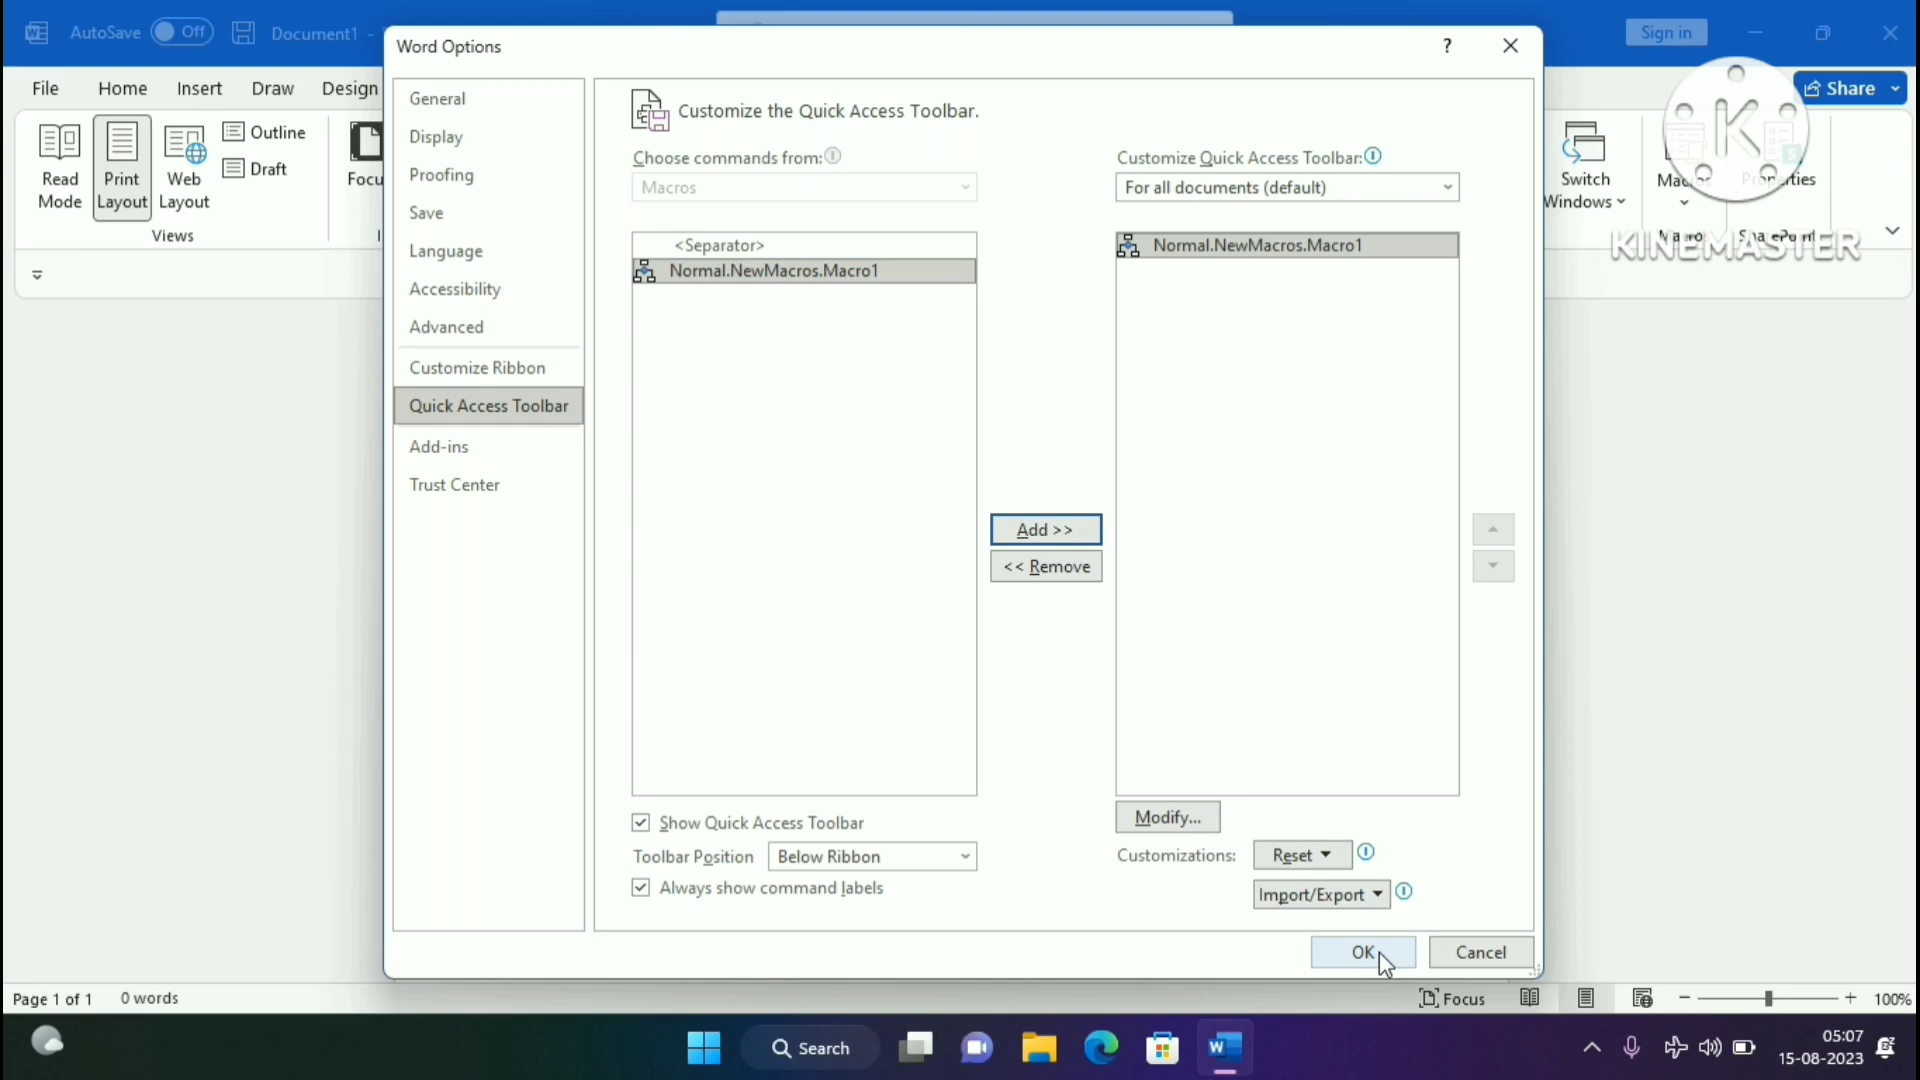 AutoSave Off Document1 -
Sign in
Word Options
?
File Home Insert Draw Design
Share
Read Mode
Print Layout
Web Layout
Outline
Draft
Focu
Views
Switch Windows
KINEMASTER
General
Display
Proofing
Save
Language
Accessibility
Advanced
Customize Ribbon
Quick Access Toolbar
Add-ins
Trust Center
Customize the Quick Access Toolbar.
Choose commands from:
Macros
<Separator>
Normal.NewMacros.Macro1
Add >>
<< Remove
Customize Quick Access Toolbar:
For all documents (default)
Normal.NewMacros.Macro1
Show Quick Access Toolbar
Toolbar Position Below Ribbon
Always show command labels
Modify...
Customizations: Reset
Import/Export
OK Cancel
Page 1 of 1 0 words
Focus
100%
Search
05:07
15-08-2023